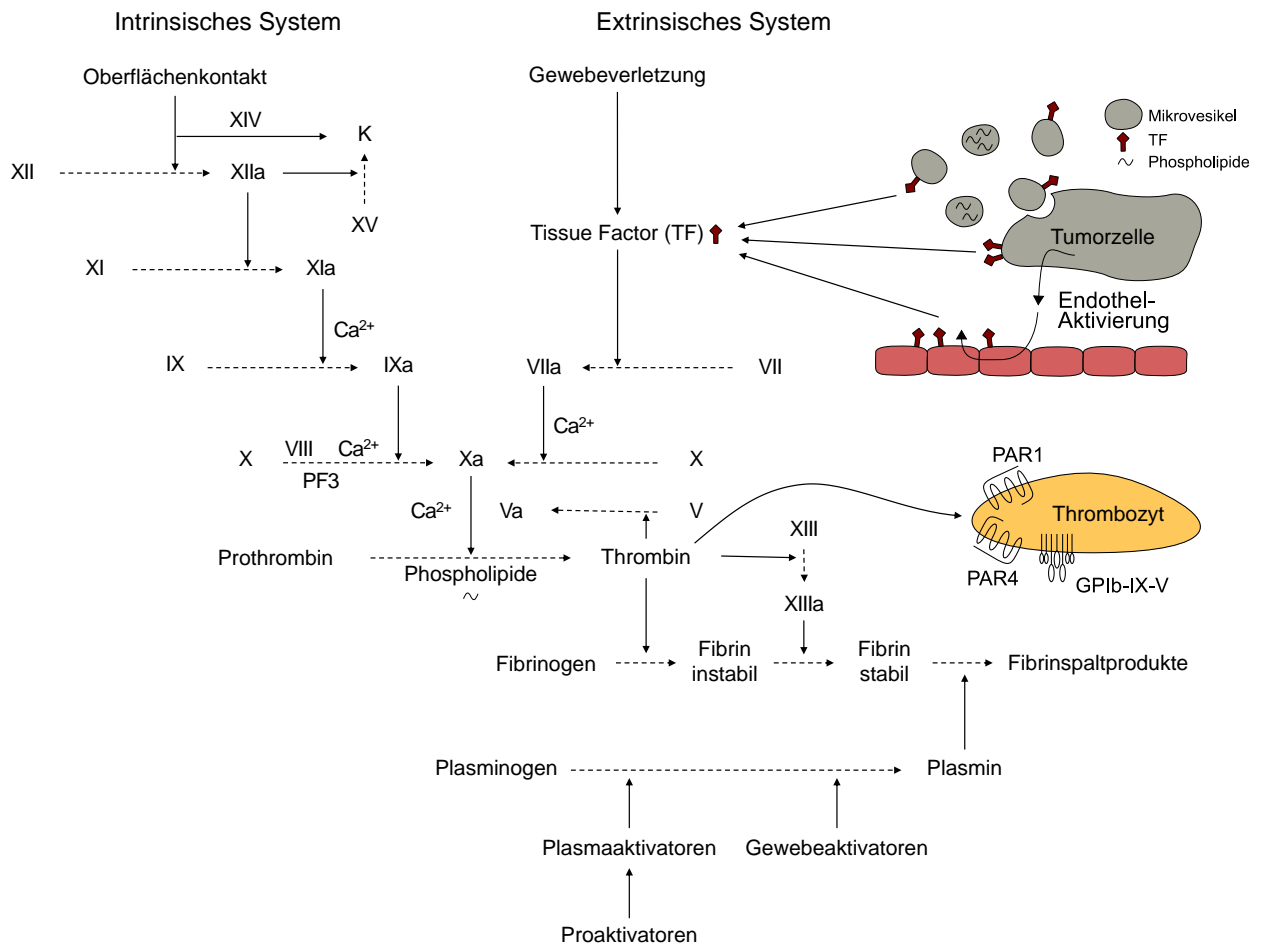 Intrinsisches System
Extrinsisches System
Oberflächenkontakt
Gewebeverletzung
XIV
K
XII
XIIa
XV
Mikrovesikel
TF
Phospholipide
Tissue Factor (TF)
Tumorzelle
XI
XIa
Ca²⁺
Endothel-
Aktivierung
IX
IXa
VIIa
VII
Ca²⁺
X
VIII
Ca²⁺
PF3
Xa
X
PAR1
Ca²⁺
Va
V
XIII
Thrombozyt
Prothrombin
Phospholipide
Thrombin
PAR4
GPIb-IX-V
XIIIa
Fibrinogen
Fibrin
instabil
Fibrin
stabil
Fibrinspaltprodukte
Plasminogen
Plasmin
Plasmaaktivatoren
Gewebeaktivatoren
Proaktivatoren